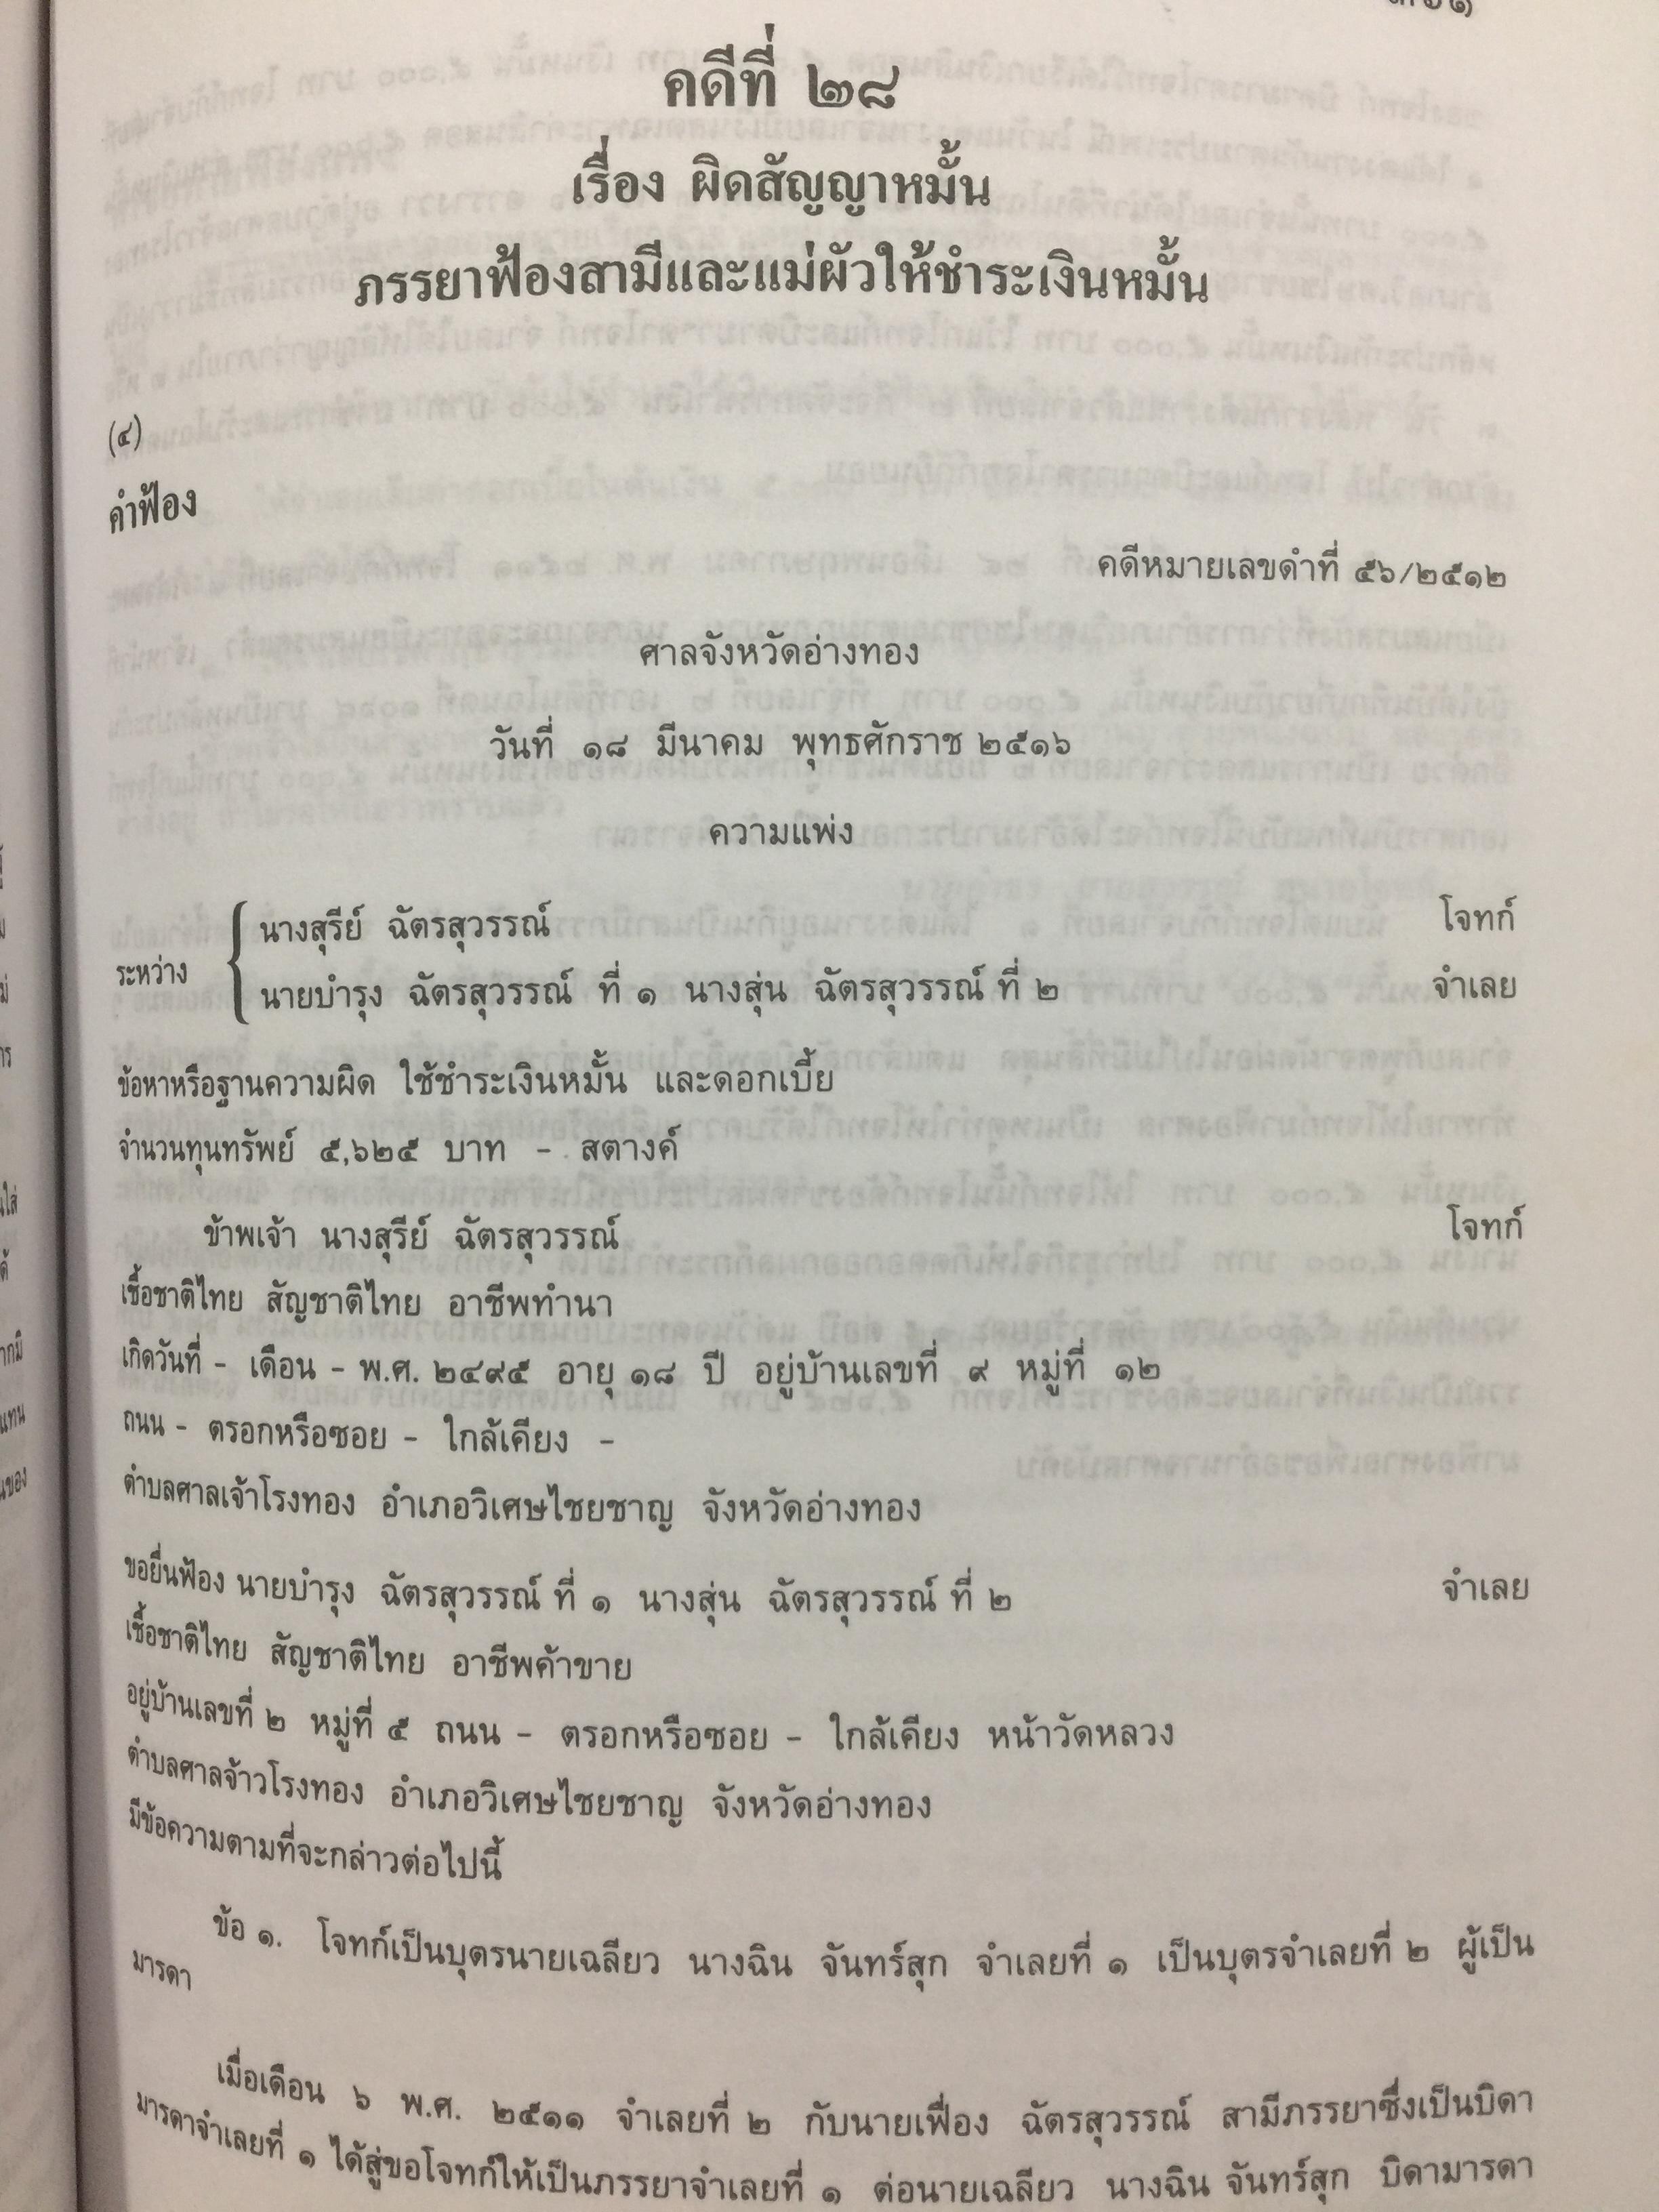 คดีที่ ๒๘
เรื่อง ผิดสัญญาหมั้น
ภรรยาฟ้องสามีและแม่ผัวให้ชำระเงินหมั้น
(๔)
คำฟ้อง
คดีหมายเลขดำที่ ๕๖/๒๕๑๒
ศาลจังหวัดอ่างทอง
วันที่ ๑๘ มีนาคม พุทธศักราช ๒๕๑๖
ความแพ่ง
นางสุรีย์ ฉัตรสุวรรณ์ โจทก์
ระหว่าง
นายบำรุง ฉัตรสุวรรณ์ ที่ ๑ นางสุ่น ฉัตรสุวรรณ์ ที่ ๒ จำเลย
ข้อหาหรือฐานความผิด ใช้ชำระเงินหมั้น และดอกเบี้ย
จำนวนทุนทรัพย์ ๕,๖๒๕ บาท - สตางค์
ข้าพเจ้า นางสุรีย์ ฉัตรสุวรรณ์ โจทก์
เชื้อชาติไทย สัญชาติไทย อาชีพทำนา
เกิดวันที่ - เดือน - พ.ศ. ๒๔๙๕ อายุ ๑๘ ปี อยู่บ้านเลขที่ ๙ หมู่ที่ ๑๒
ถนน - ตรอกหรือซอย - ใกล้เคียง -
ตำบลศาลเจ้าโรงทอง อำเภอวิเศษไชยชาญ จังหวัดอ่างทอง
ขอยื่นฟ้อง นายบำรุง ฉัตรสุวรรณ์ ที่ ๑ นางสุ่น ฉัตรสุวรรณ์ ที่ ๒ จำเลย
เชื้อชาติไทย สัญชาติไทย อาชีพค้าขาย
อยู่บ้านเลขที่ ๒ หมู่ที่ ๕ ถนน - ตรอกหรือซอย - ใกล้เคียง หน้าวัดหลวง
ตำบลศาลจ้าวโรงทอง อำเภอวิเศษไชยชาญ จังหวัดอ่างทอง
มีข้อความตามที่จะกล่าวต่อไปนี้
ข้อ ๑. โจทก์เป็นบุตรนายเฉลียว นางฉิน จันทร์สุก จำเลยที่ ๑ เป็นบุตรจำเลยที่ ๒ ผู้เป็น
มารดา
เมื่อเดือน ๖ พ.ศ. ๒๕๑๑ จำเลยที่ ๒ กับนายเฟื่อง ฉัตรสุวรรณ์ สามีภรรยาซึ่งเป็นบิดา
มารดาจำเลยที่ ๑ ได้สู่ขอโจทก์ให้เป็นภรรยาจำเลยที่ ๑ ต่อนายเฉลียว นางฉิน จันทร์สุก บิดามารดา